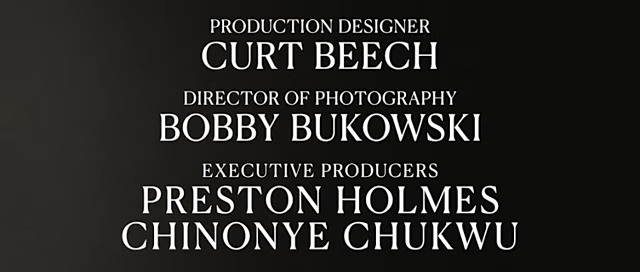 PRODUCTION DESIGNER
CURT BEECH
DIRECTOR OF PHOTOGRAPHY
BOBBY BUKOWSKI
EXECUTIVE PRODUCERS
PRESTON HOLMES
CHINONYE CHUKWU